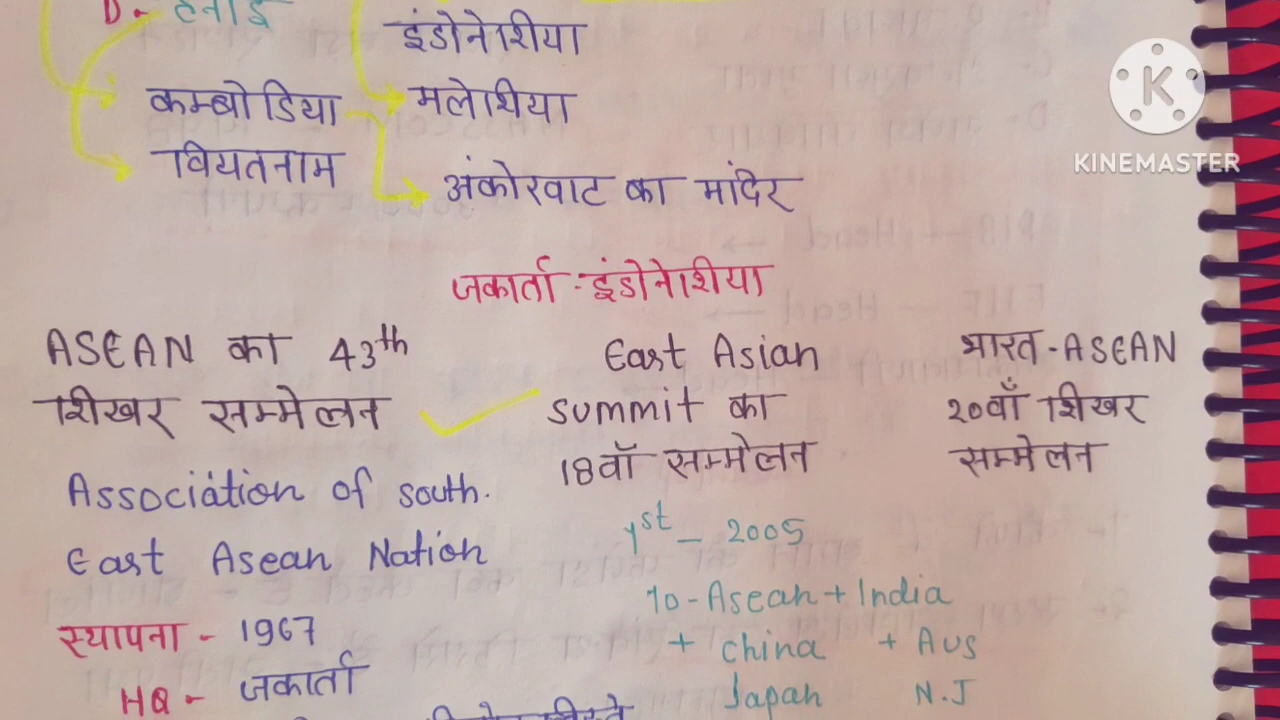 D- हनोई
इंडोनेशीया
कम्बोडिया
मलेशिया
वियतनाम
अंकोरवाट का मंदिर
KINEMASTER
जकार्ता-इंडोनेशीया
ASEAN का 43th
शिखर सम्मेलन
Association of south.
East Asean Nation
स्थापना - 1967
HQ - जकार्ता
East Asian
summit का
18वॉ सम्मेलन
1st - 2005
10-Asean + India
+ china + Aus
Japan N.J
भारत-ASEAN
20वाँ शिखर
सम्मेलन